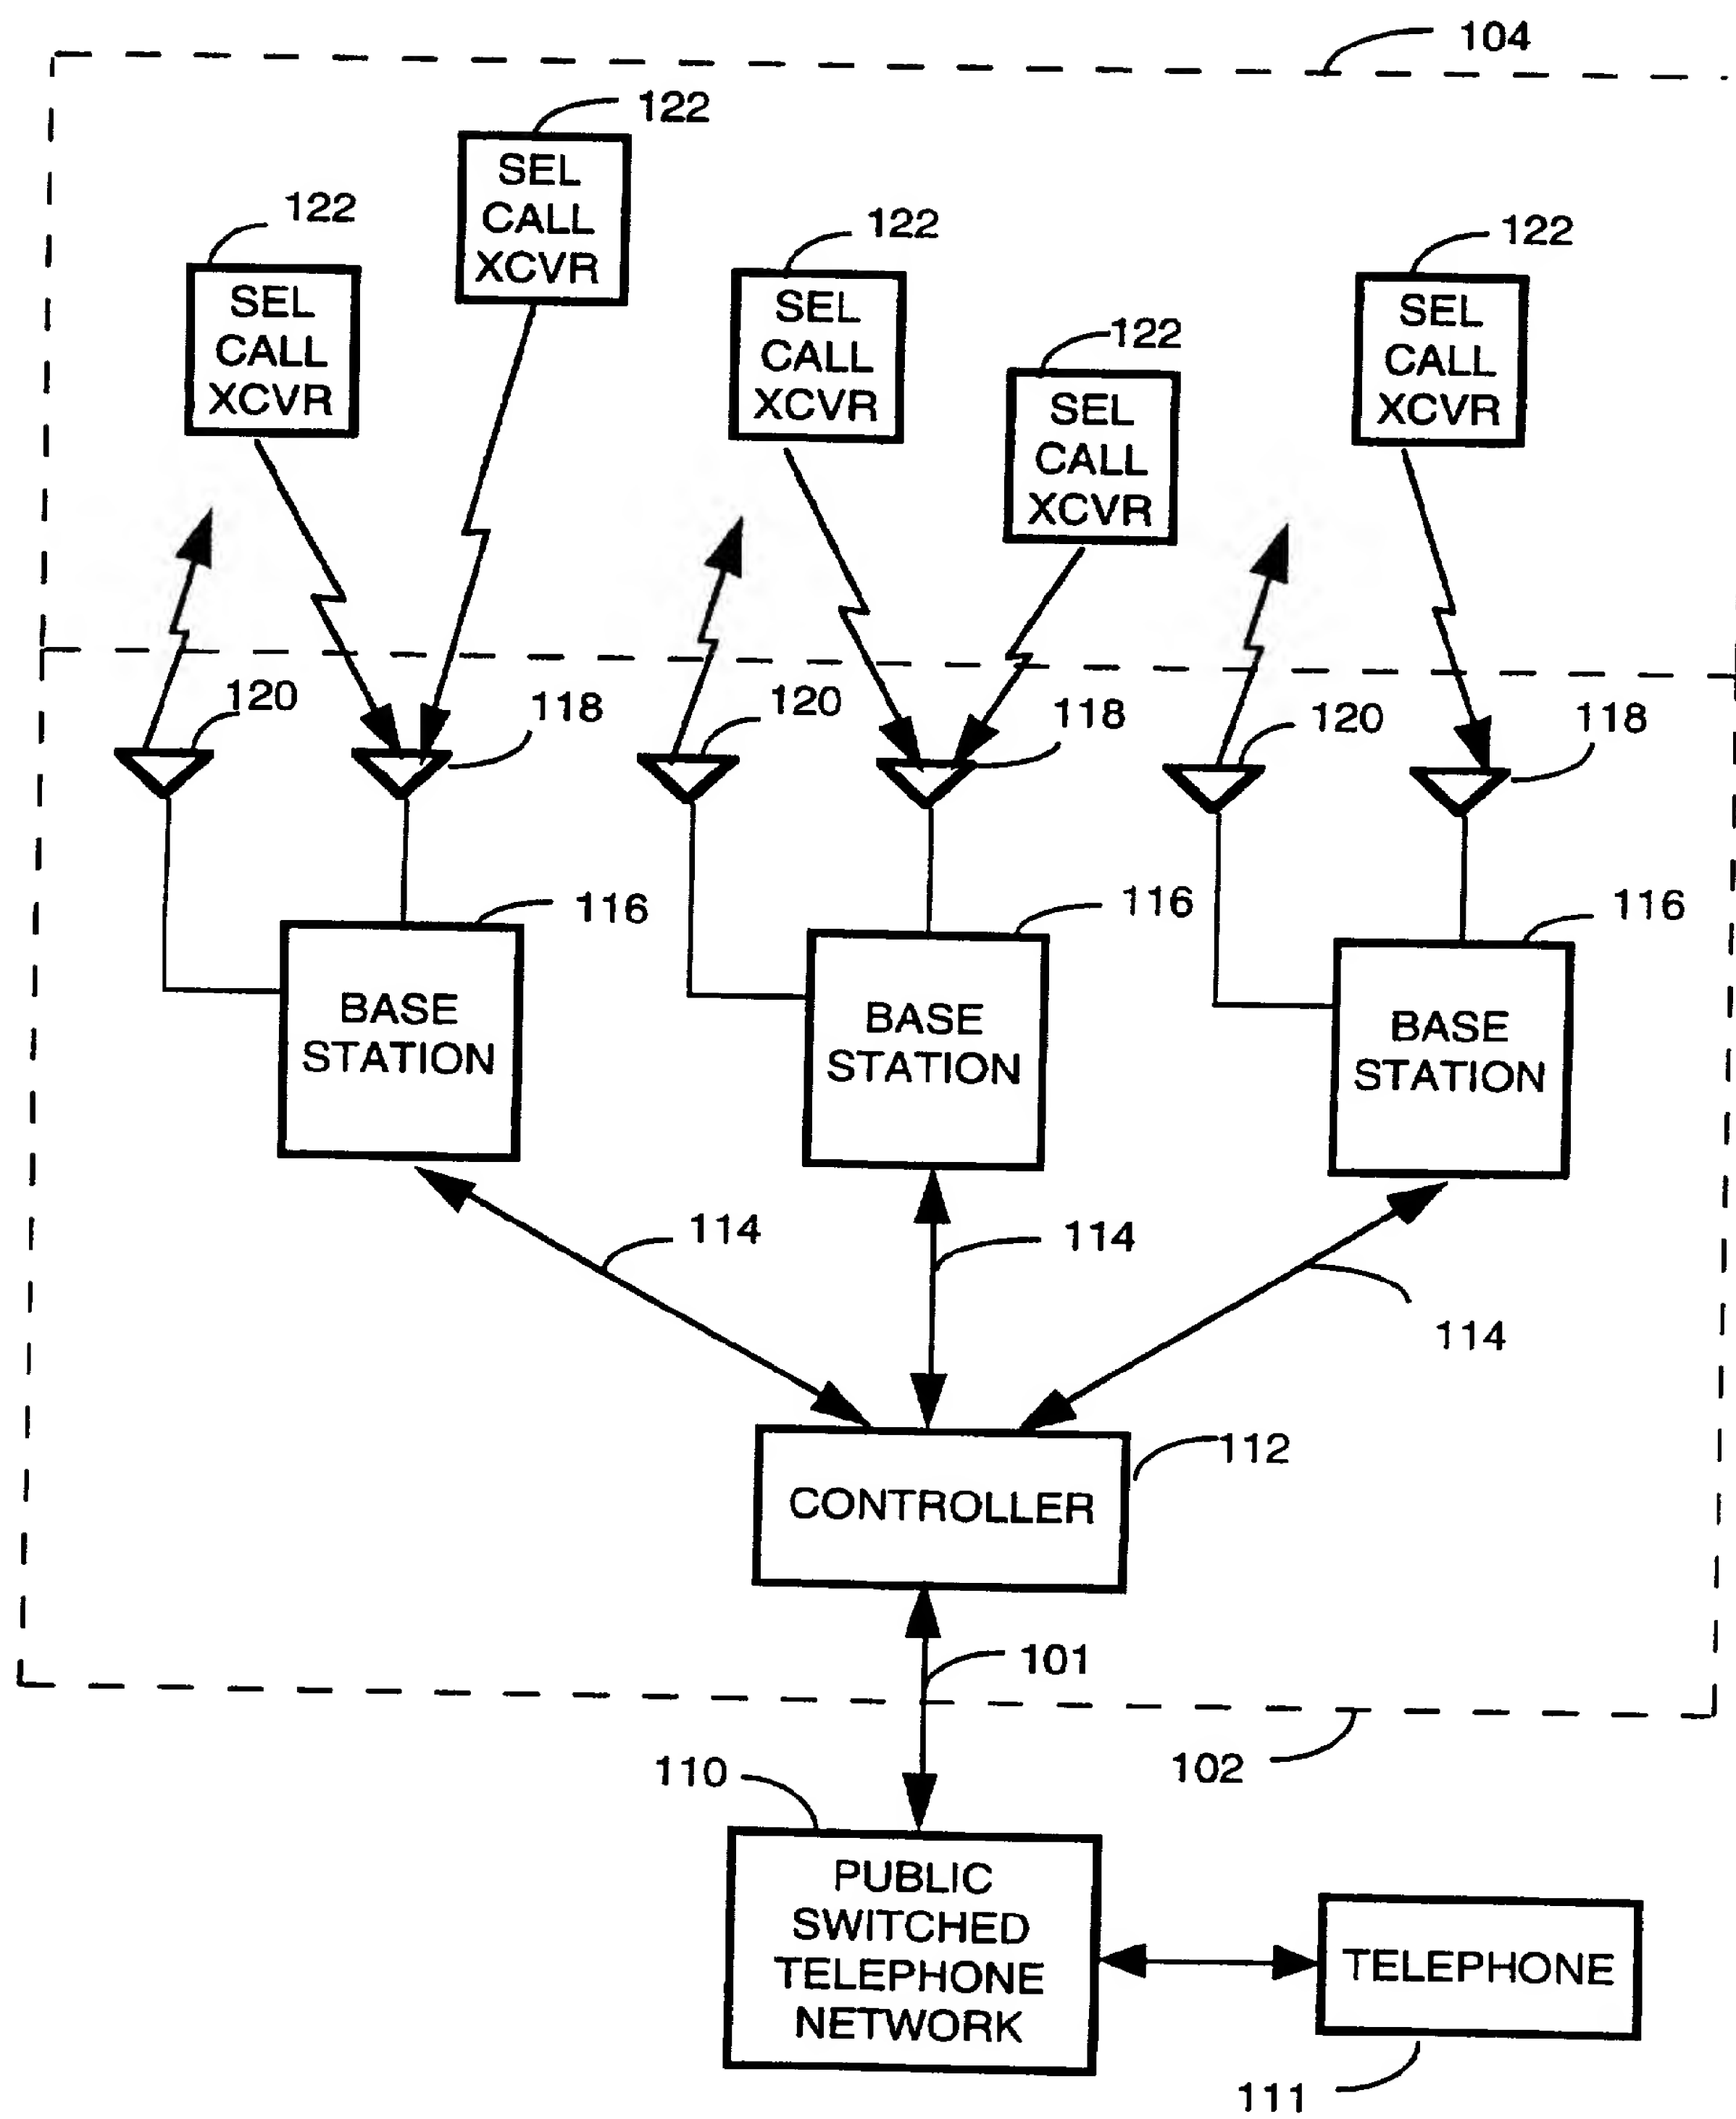 104
122
SEL
CALL
XCVR
122
SEL
CALL
XCVR
122
SEL
CALL
XCVR
122
SEL
CALL
XCVR
122
SEL
CALL
XCVR
120
118
120
118
120
118
116
BASE
STATION
116
BASE
STATION
116
BASE
STATION
114
114
114
112
CONTROLLER
101
102
110
PUBLIC
SWITCHED
TELEPHONE
NETWORK
TELEPHONE
111